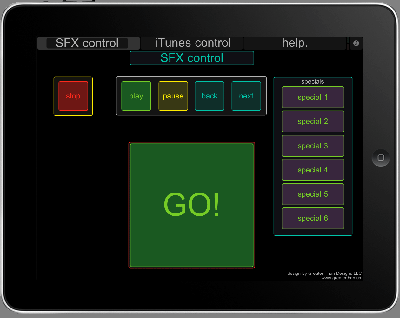 SFX control
iTunes control
help.
SFX control
stop
play
pause
back
next
specials
special 1
special 2
special 3
special 4
special 5
special 6
GO!